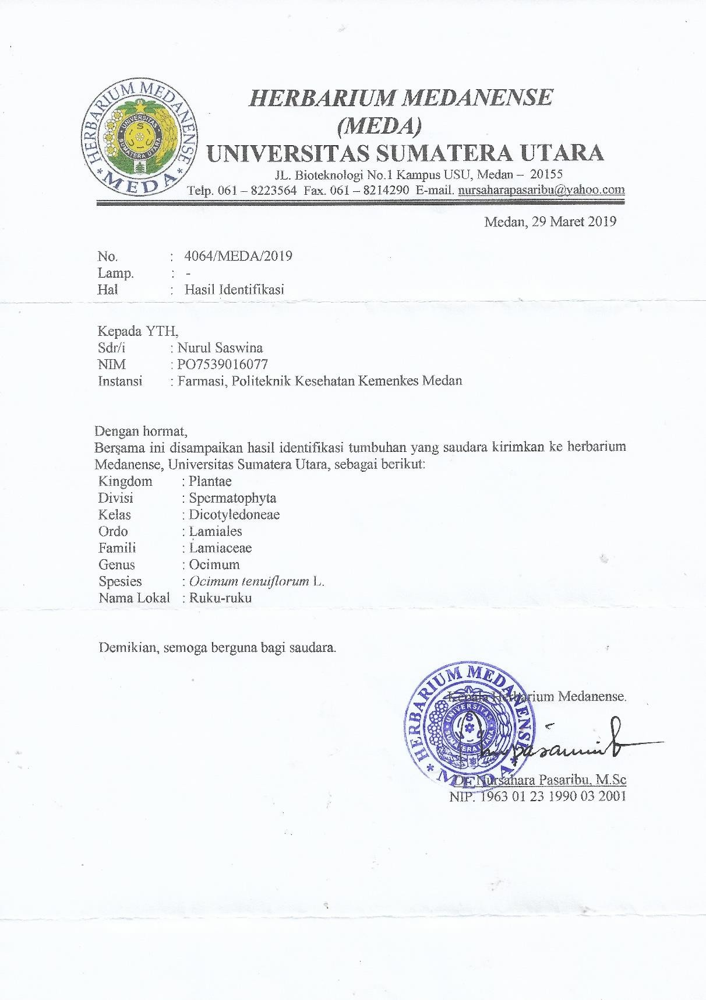 HERBARIUM MEDANENSE
MEDA
UNIVERSITAS
SUMATERA UTARA
HERBARIUM MEDANENSE
(MEDA)
UNIVERSITAS SUMATERA UTARA
JL. Bioteknologi No.1 Kampus USU, Medan – 20155
Telp. 061 – 8223564 Fax. 061 – 8214290 E-mail. nursaharapasaribu@yahoo.com
Medan, 29 Maret 2019
No. : 4064/MEDA/2019
Lamp. : -
Hal : Hasil Identifikasi
Kepada YTH,
Sdr/i : Nurul Saswina
NIM : PO7539016077
Instansi : Farmasi, Politeknik Kesehatan Kemenkes Medan
Dengan hormat,
Bersama ini disampaikan hasil identifikasi tumbuhan yang saudara kirimkan ke herbarium
Medanense, Universitas Sumatera Utara, sebagai berikut:
Kingdom : Plantae
Divisi : Spermatophyta
Kelas : Dicotyledoneae
Ordo : Lamiales
Famili : Lamiaceae
Genus : Ocimum
Spesies : Ocimum tenuiflorum L.
Nama Lokal : Ruku-ruku
Demikian, semoga berguna bagi saudara.
HERBARIUM MEDANENSE
MEDA
UNIVERSITAS
SUMATERA UTARA
Kepala Herbarium Medanense.
Dr. Nursahara Pasaribu, M.Sc
NIP. 1963 01 23 1990 03 2001